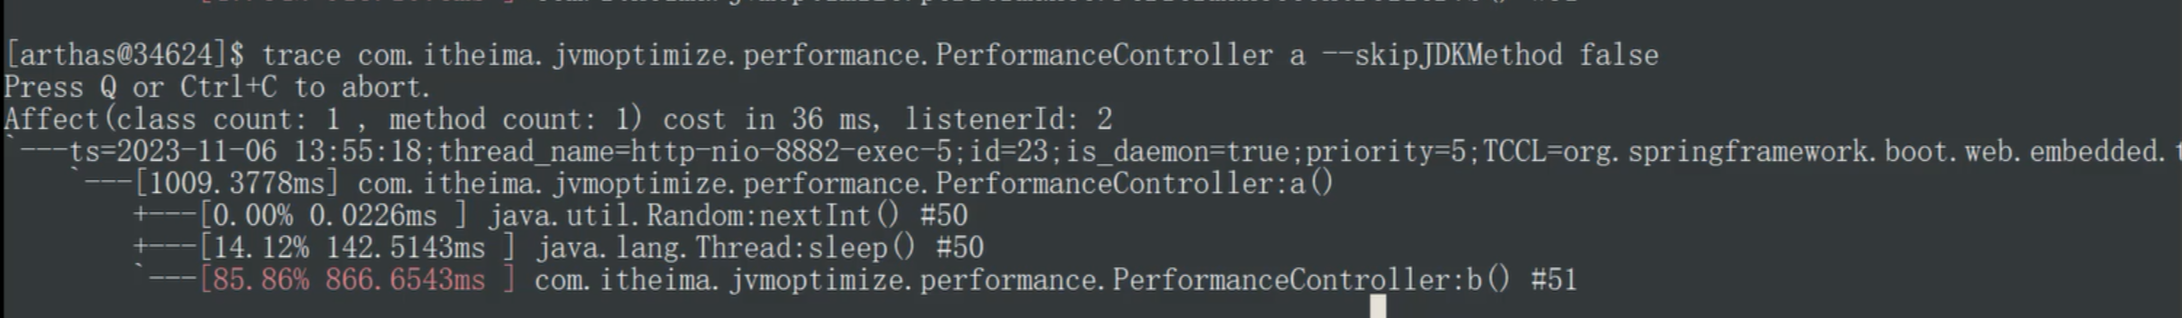 [arthas@34624]$ trace com.itheima.jvmoptimize.performance.PerformanceController a --skipJDKMethod false
Press Q or Ctrl+C to abort.
Affect(class count: 1 , method count: 1) cost in 36 ms, listenerId: 2
`---ts=2023-11-06 13:55:18;thread_name=http-nio-8882-exec-5;id=23;is_daemon=true;priority=5;TCCL=org.springframework.boot.web.embedded.
`---[1009.3778ms] com.itheima.jvmoptimize.performance.PerformanceController:a()
+---[0.00% 0.0226ms ] java.util.Random:nextInt() #50
+---[14.12% 142.5143ms ] java.lang.Thread:sleep() #50
`---[85.86% 866.6543ms ] com.itheima.jvmoptimize.performance.PerformanceController:b() #51